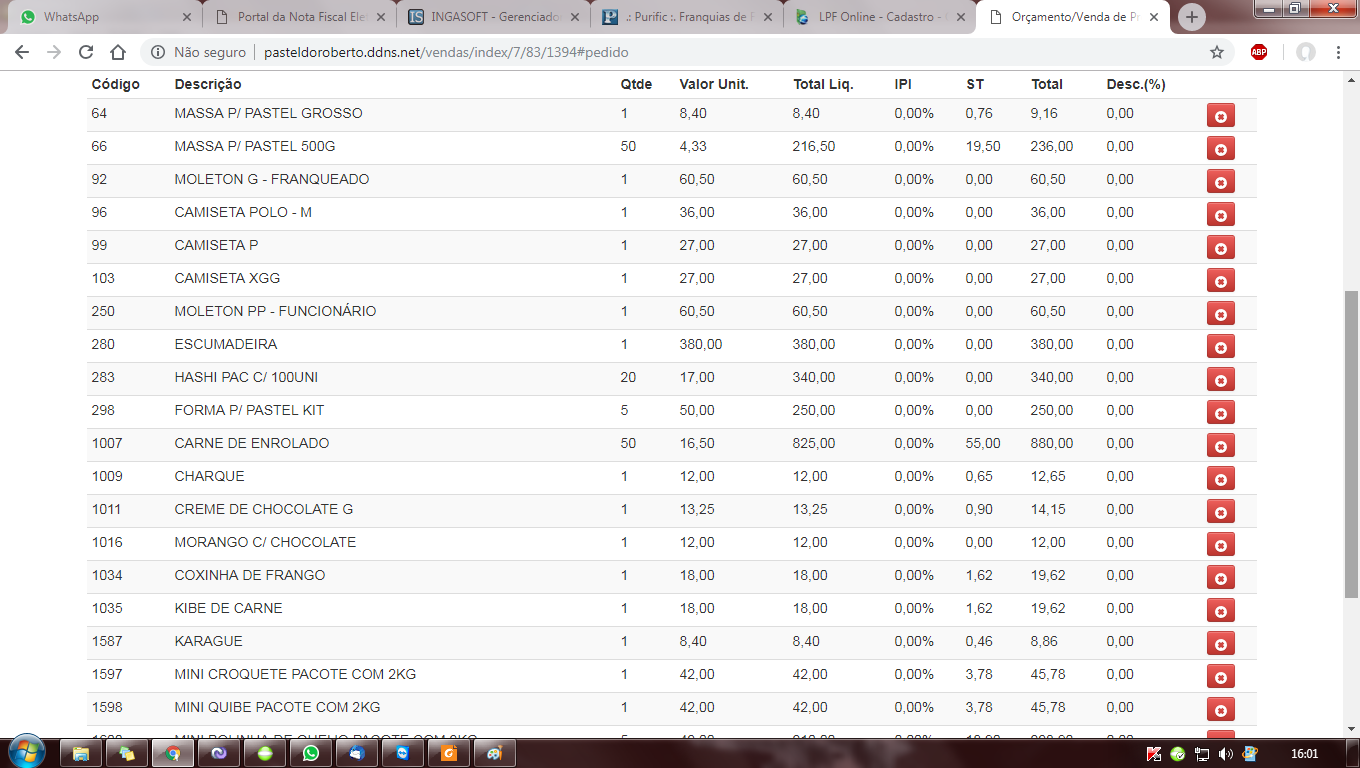 WhatsApp
Portal da Nota Fiscal Ele
INGASOFT - Gerenciado
.: Purific :. Franquias de P
LPF Online - Cadastro -
Orçamento/Venda de Pr
Não seguro | pasteldoroberto.ddns.net/vendas/index/7/83/1394#pedido
ABP
Código Descrição Qtde Valor Unit. Total Liq. IPI ST Total Desc.(%)
64 MASSA P/ PASTEL GROSSO 1 8,40 8,40 0,00% 0,76 9,16 0,00
66 MASSA P/ PASTEL 500G 50 4,33 216,50 0,00% 19,50 236,00 0,00
92 MOLETON G - FRANQUEADO 1 60,50 60,50 0,00% 0,00 60,50 0,00
96 CAMISETA POLO - M 1 36,00 36,00 0,00% 0,00 36,00 0,00
99 CAMISETA P 1 27,00 27,00 0,00% 0,00 27,00 0,00
103 CAMISETA XGG 1 27,00 27,00 0,00% 0,00 27,00 0,00
250 MOLETON PP - FUNCIONÁRIO 1 60,50 60,50 0,00% 0,00 60,50 0,00
280 ESCUMADEIRA 1 380,00 380,00 0,00% 0,00 380,00 0,00
283 HASHI PAC C/ 100UNI 20 17,00 340,00 0,00% 0,00 340,00 0,00
298 FORMA P/ PASTEL KIT 5 50,00 250,00 0,00% 0,00 250,00 0,00
1007 CARNE DE ENROLADO 50 16,50 825,00 0,00% 55,00 880,00 0,00
1009 CHARQUE 1 12,00 12,00 0,00% 0,65 12,65 0,00
1011 CREME DE CHOCOLATE G 1 13,25 13,25 0,00% 0,90 14,15 0,00
1016 MORANGO C/ CHOCOLATE 1 12,00 12,00 0,00% 0,00 12,00 0,00
1034 COXINHA DE FRANGO 1 18,00 18,00 0,00% 1,62 19,62 0,00
1035 KIBE DE CARNE 1 18,00 18,00 0,00% 1,62 19,62 0,00
1587 KARAGUE 1 8,40 8,40 0,00% 0,46 8,86 0,00
1597 MINI CROQUETE PACOTE COM 2KG 1 42,00 42,00 0,00% 3,78 45,78 0,00
1598 MINI QUIBE PACOTE COM 2KG 1 42,00 42,00 0,00% 3,78 45,78 0,00
16:01